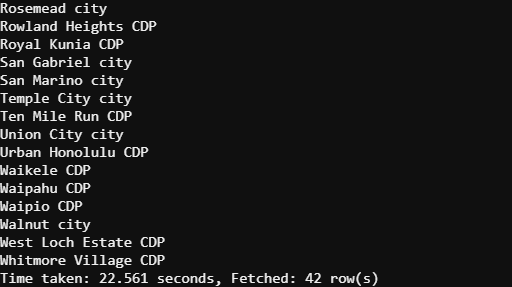 Rosemead city
Rowland Heights CDP
Royal Kunia CDP
San Gabriel city
San Marino city
Temple City city
Ten Mile Run CDP
Union City city
Urban Honolulu CDP
Waikele CDP
Waipahu CDP
Waipio CDP
Walnut city
West Loch Estate CDP
Whitmore Village CDP
Time taken: 22.561 seconds, Fetched: 42 row(s)